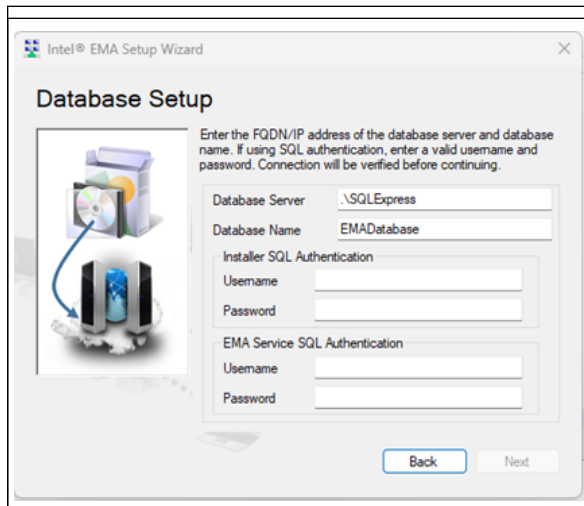 Intel® EMA Setup Wizard
Database Setup
Enter the FQDN/IP address of the database server and database
name. If using SQL authentication, enter a valid username and
password. Connection will be verified before continuing.
Database Server .\SQLExpress
Database Name EMADatabase
Installer SQL Authentication
Username
Password
EMA Service SQL Authentication
Username
Password
Back Next